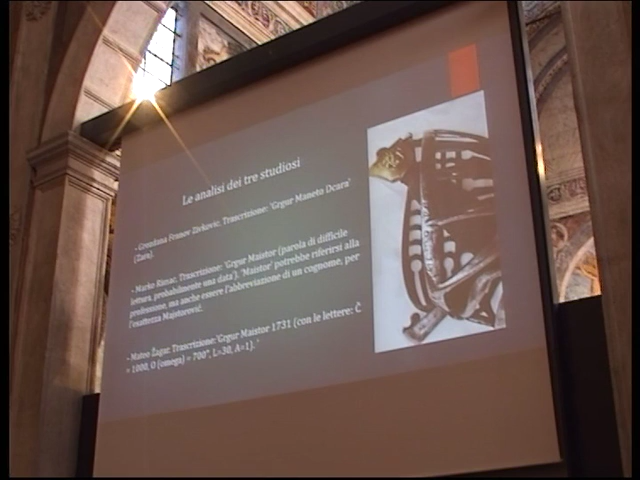 Le analisi dei tre studiosi
- Grordana Franov Zivkovic, Trascrizione: 'Grgur Maneto Dcara'
(Zara).
- Marko Rimac, Trascrizione: 'Grgur Maistor (parola di difficile
lettura, probabilmente una data'). 'Maistor' potrebbe riferirsi alla
professione, ma anche essere l'abbreviazione di un cognome, per
l'esattezza Majstorović.
- Mateo Žagar, Trascrizione:'Grgur Maistor 1731 (con le lettere: Č
= 1000, O (omega) = 700", L=30, A=1). '